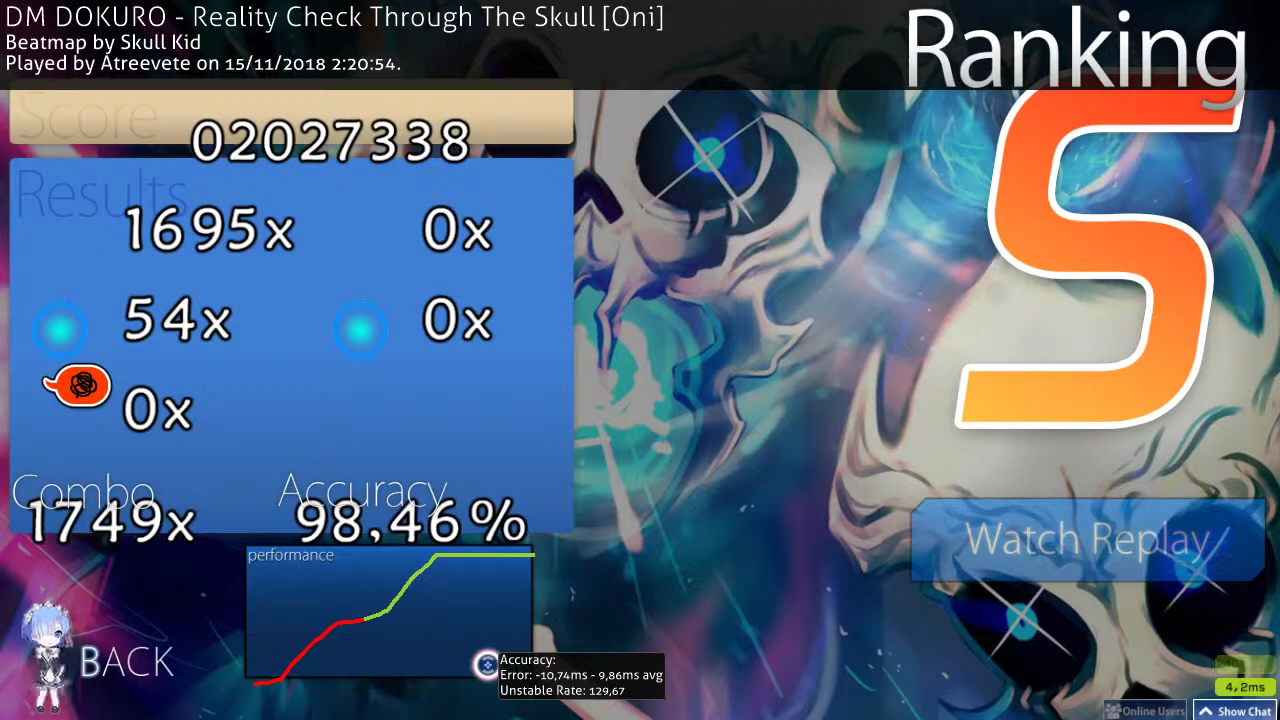 DM DOKURO - Reality Check Through The Skull [Oni]
Beatmap by Skull Kid
Played by Atreevete on 15/11/2018 2:20:54.
Ranking
Score
02027338
Results
1695x 0x
54x 0x
0x
Combo Accuracy
1749x 98,46%
performance
Watch Replay
BACK
Accuracy:
Error: -10,74ms - 9,86ms avg
Unstable Rate: 129,67
4,2ms
Online Users
Show Chat